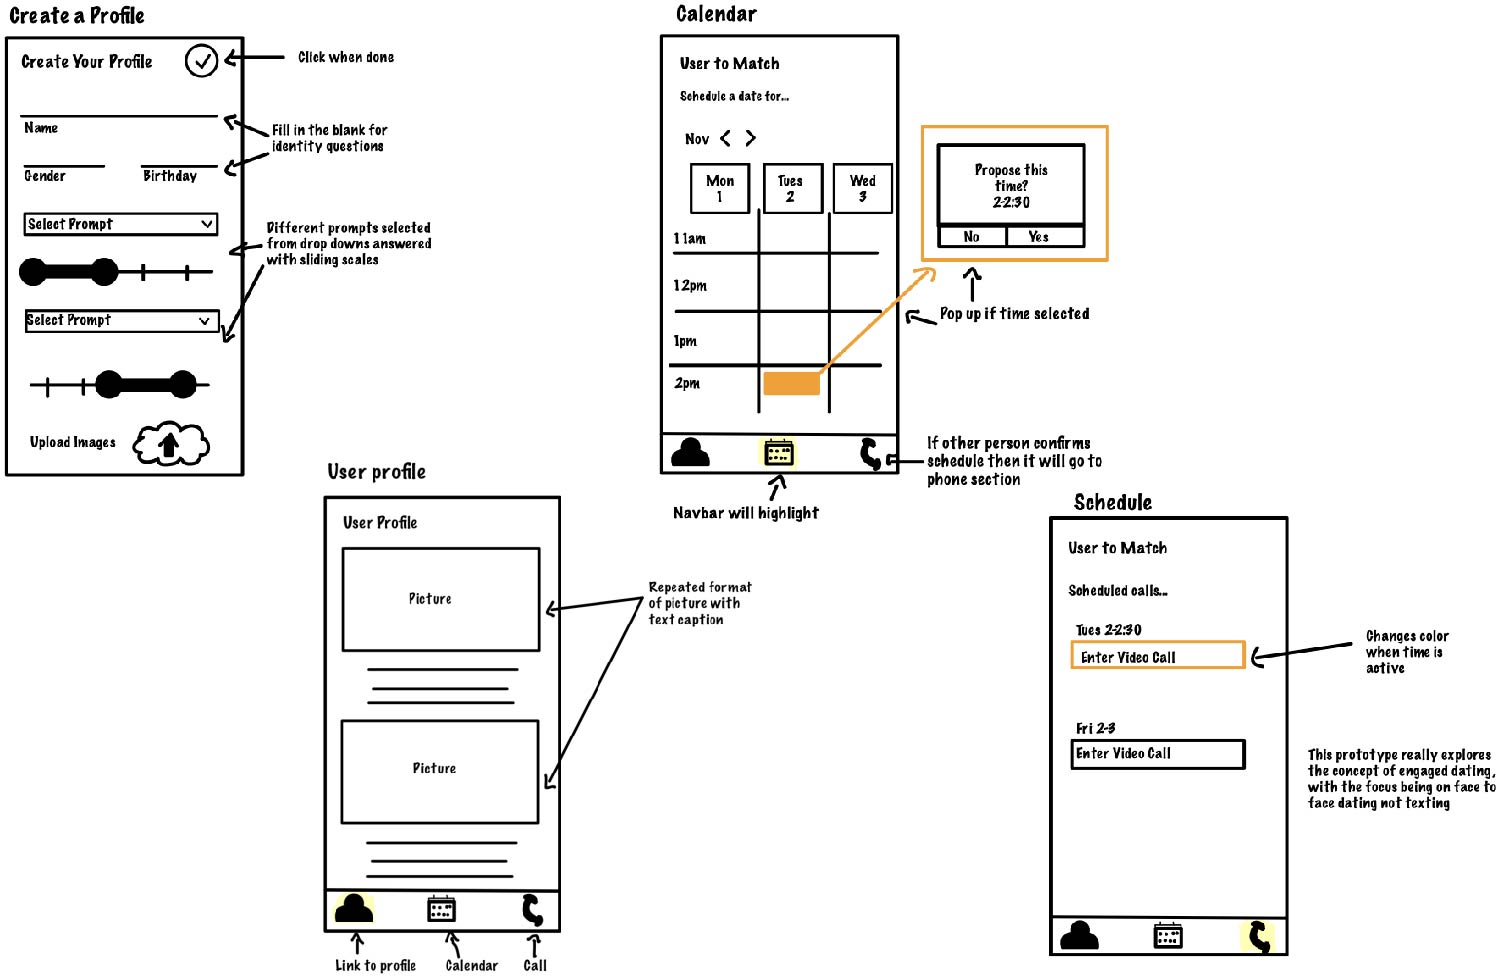 Create a Profile
Create Your Profile
Click when done
Name
Fill in the blank for
identity questions
Gender
Birthday
Select Prompt
Different prompts selected
from drop downs answered
with sliding scales
Select Prompt
Upload Images
User profile
User Profile
Picture
Repeated format
of picture with
text caption
Picture
Link to profile
Calendar
Call
Calendar
User to Match
Schedule a date for...
Nov < >
Mon
1
Tues
2
Wed
3
11am
12pm
1pm
2pm
Propose this
time?
2-2:30
No
Yes
Pop up if time selected
If other person confirms
schedule then it will go to
phone section
Navbar will highlight
Schedule
User to Match
Scheduled calls...
Tues 2-2:30
Enter Video Call
Changes color
when time is
active
Fri 2-3
Enter Video Call
This prototype really explores
the concept of engaged dating,
with the focus being on face to
face dating not texting